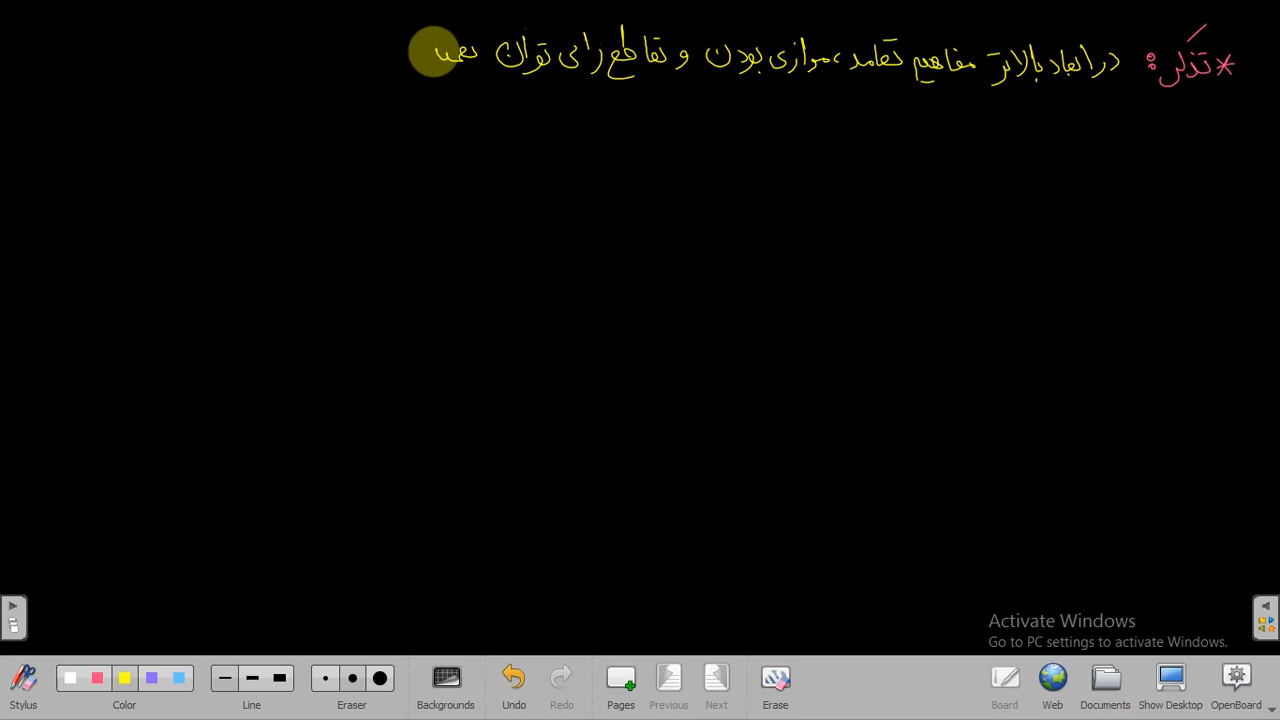 *تذکر: در ابعاد بالاتر مفاهیم تعامد، موازی بودن و تقاطع را می توان
Activate Windows
Go to PC settings to activate Windows.
Stylus Color Line Eraser Backgrounds Undo Redo Pages Previous Next Erase Board Web Documents Show Desktop OpenBoard